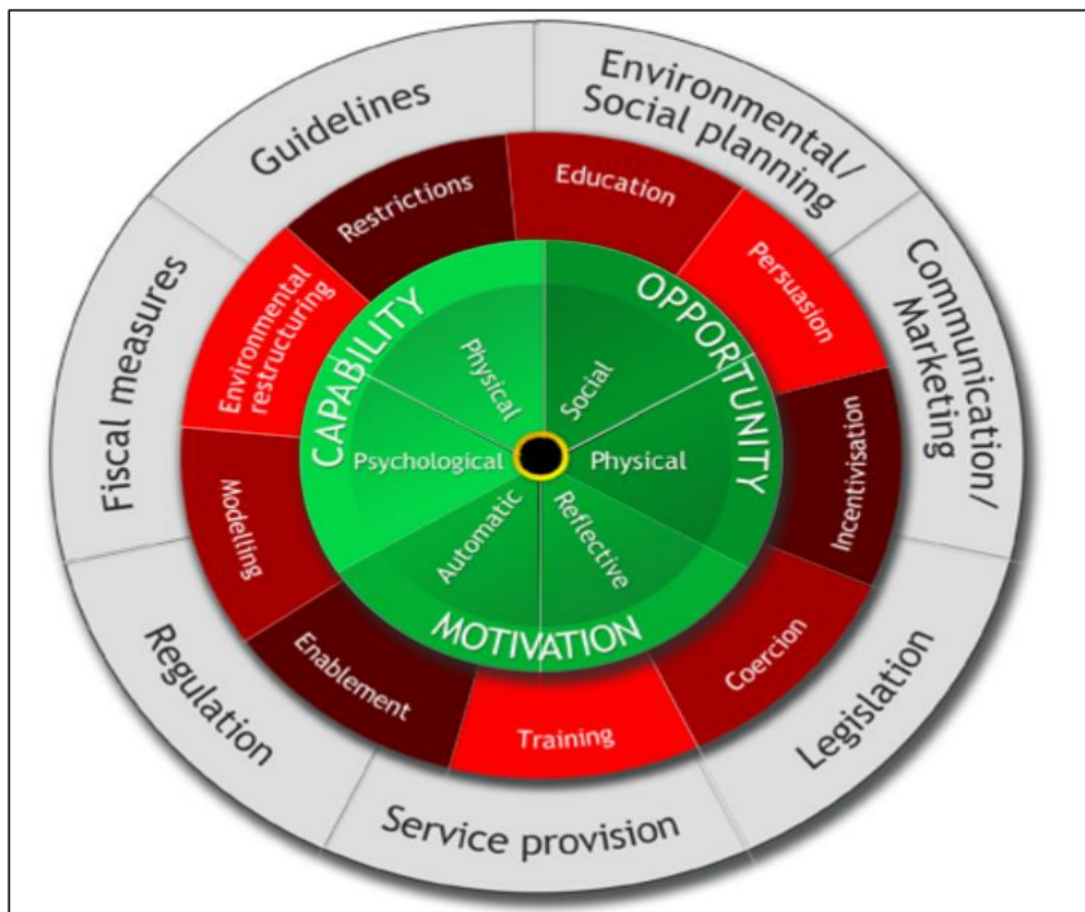 Guidelines
Environmental/
Social planning
Communication/
Marketing
Legislation
Service provision
Regulation
Fiscal measures
Restrictions
Education
Persuasion
Incentivisation
Coercion
Training
Enablement
Modelling
Environmental
restructuring
CAPABILITY
OPPORTUNITY
MOTIVATION
Physical
Social
Physical
Reflective
Automatic
Psychological